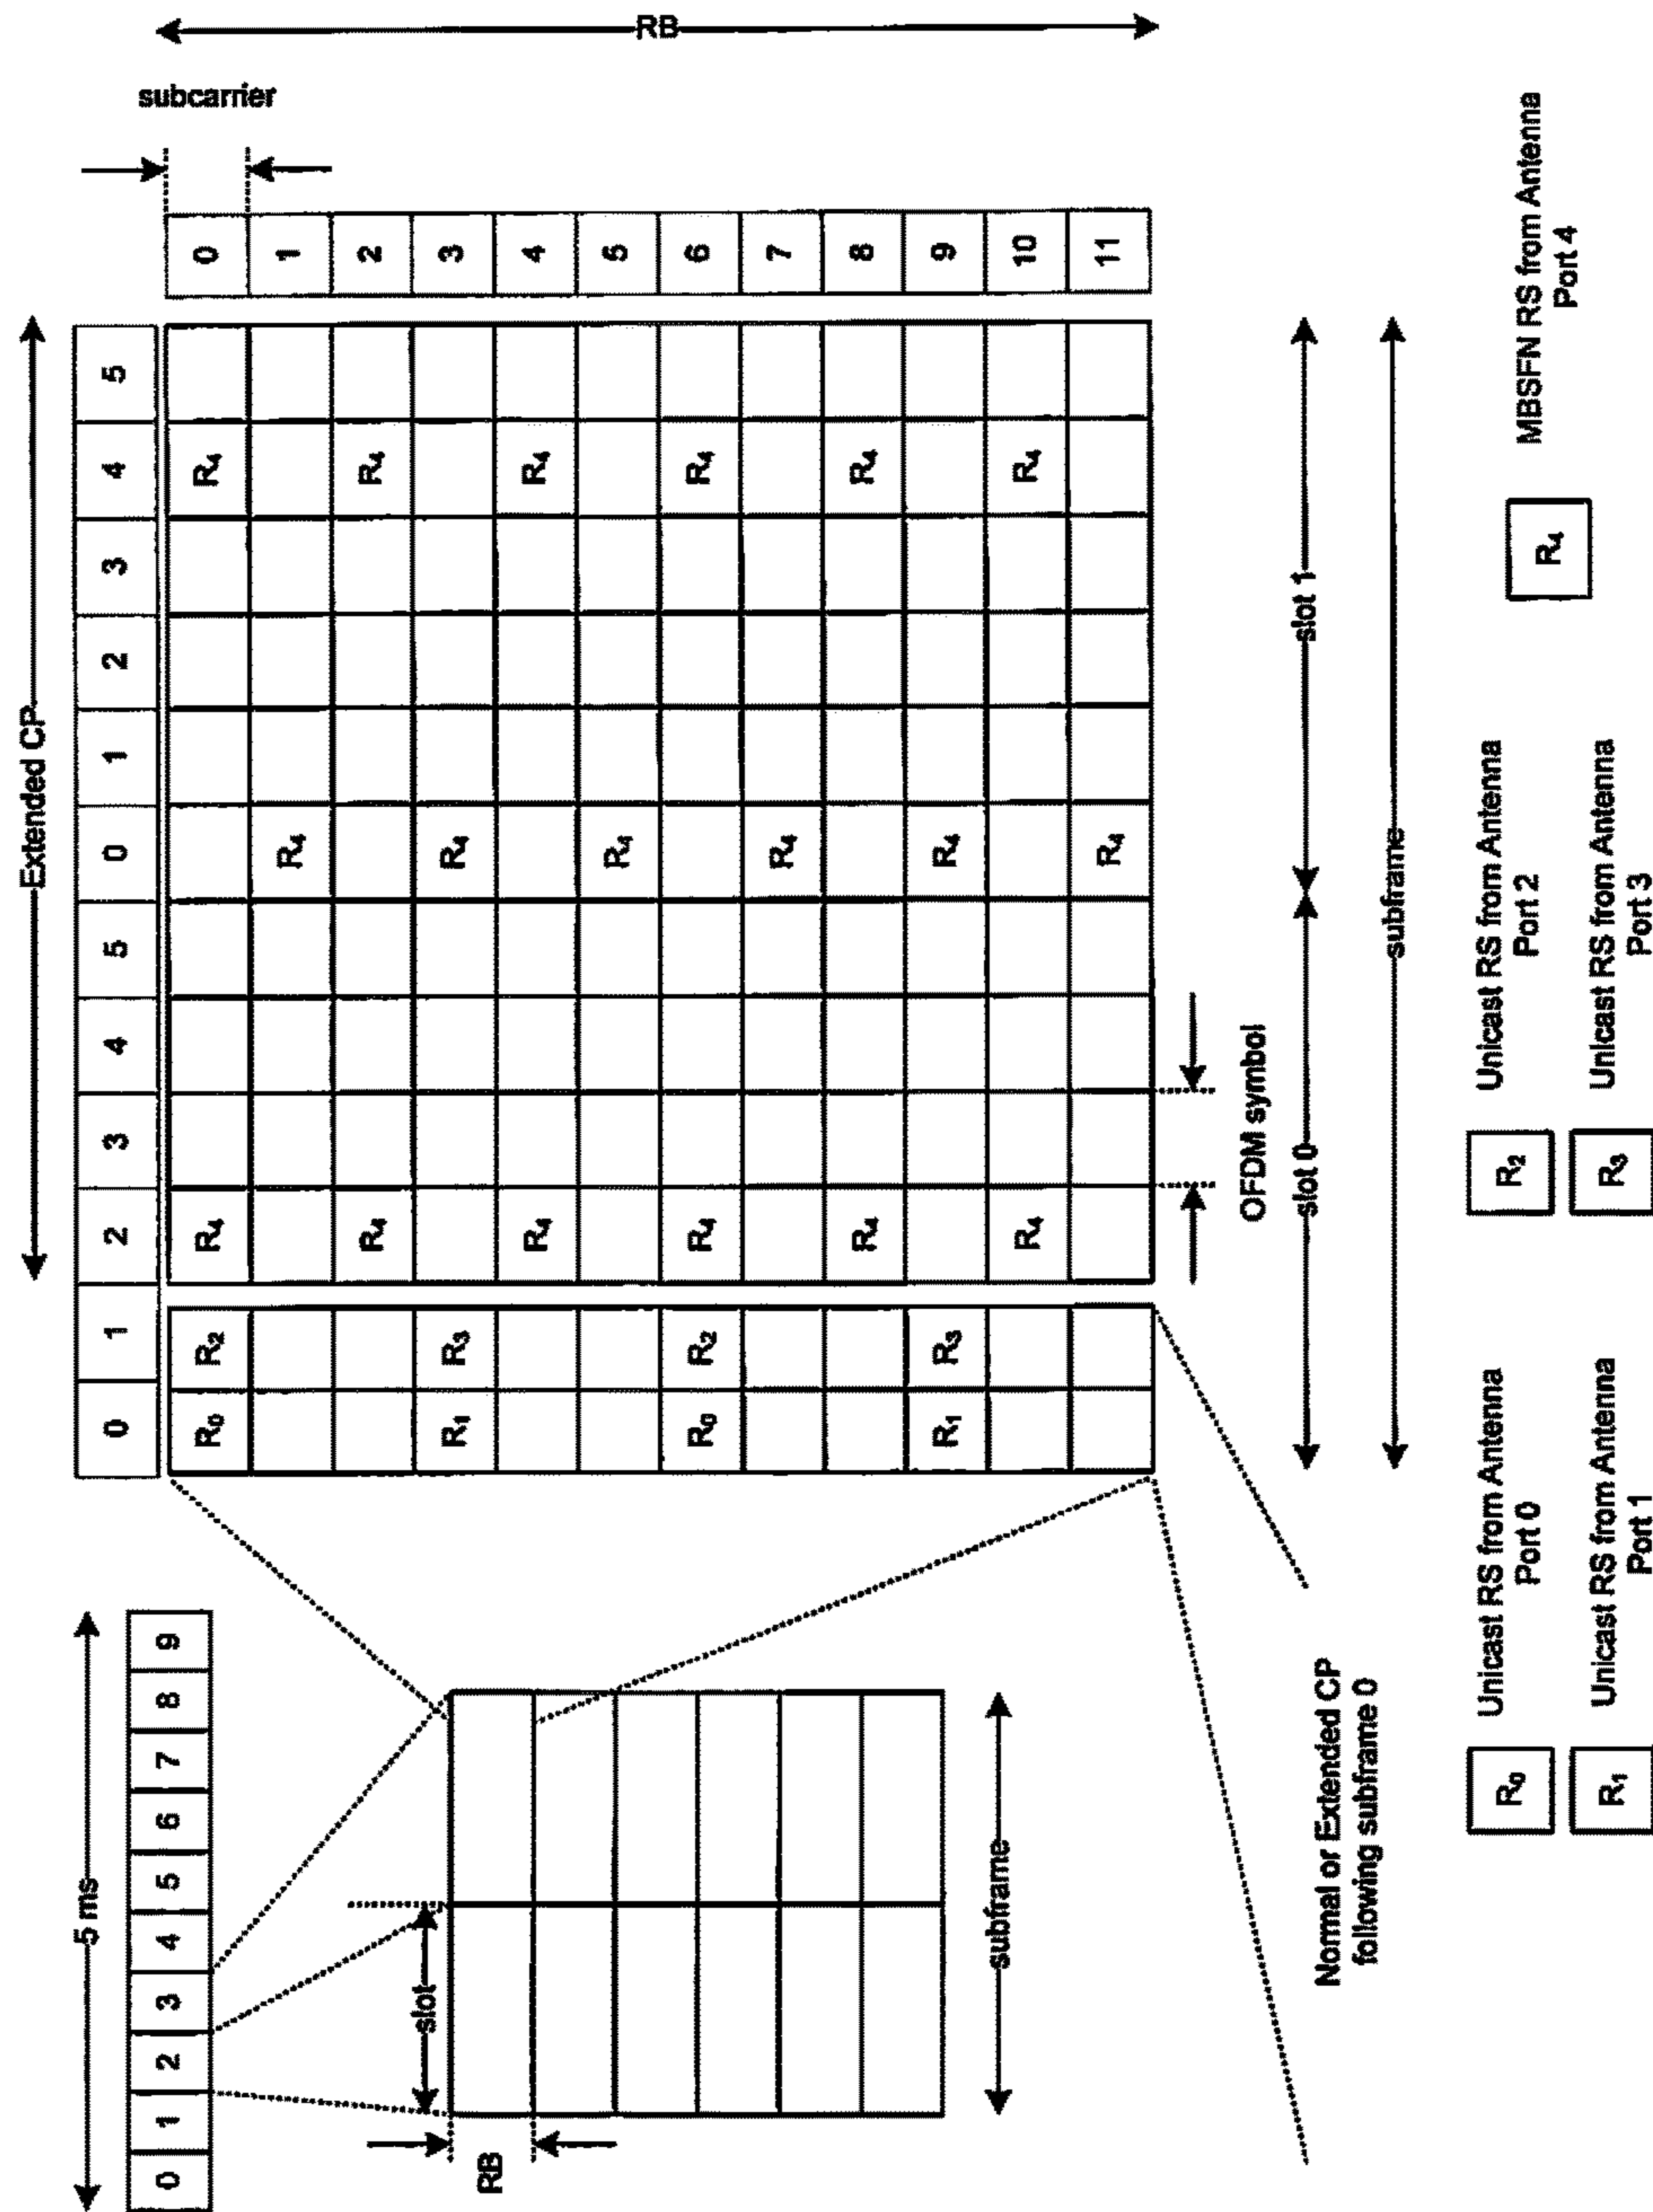 5 ms
0 1 2 3 4 5 6 7 8 9
slot
RB
subframe
Normal or Extended CP
following subframe 0
Extended CP
0 1 2 3 4 5 0 1 2 3 4 5
subcarrier
RB
R0 R2 R4 R4 0
R4 1
R4 R4 2
R1 R3 R4 3
R4 R4 4
R4 5
R0 R2 R4 R4 6
R4 7
R4 R4 8
R1 R3 R4 9
R4 R4 10
R4 11
OFDM symbol
slot 0
slot 1
subframe
R0
Unicast RS from Antenna
Port 0
R2
Unicast RS from Antenna
Port 2
R4
MBSFN RS from Antenna
Port 4
R1
Unicast RS from Antenna
Port 1
R3
Unicast RS from Antenna
Port 3